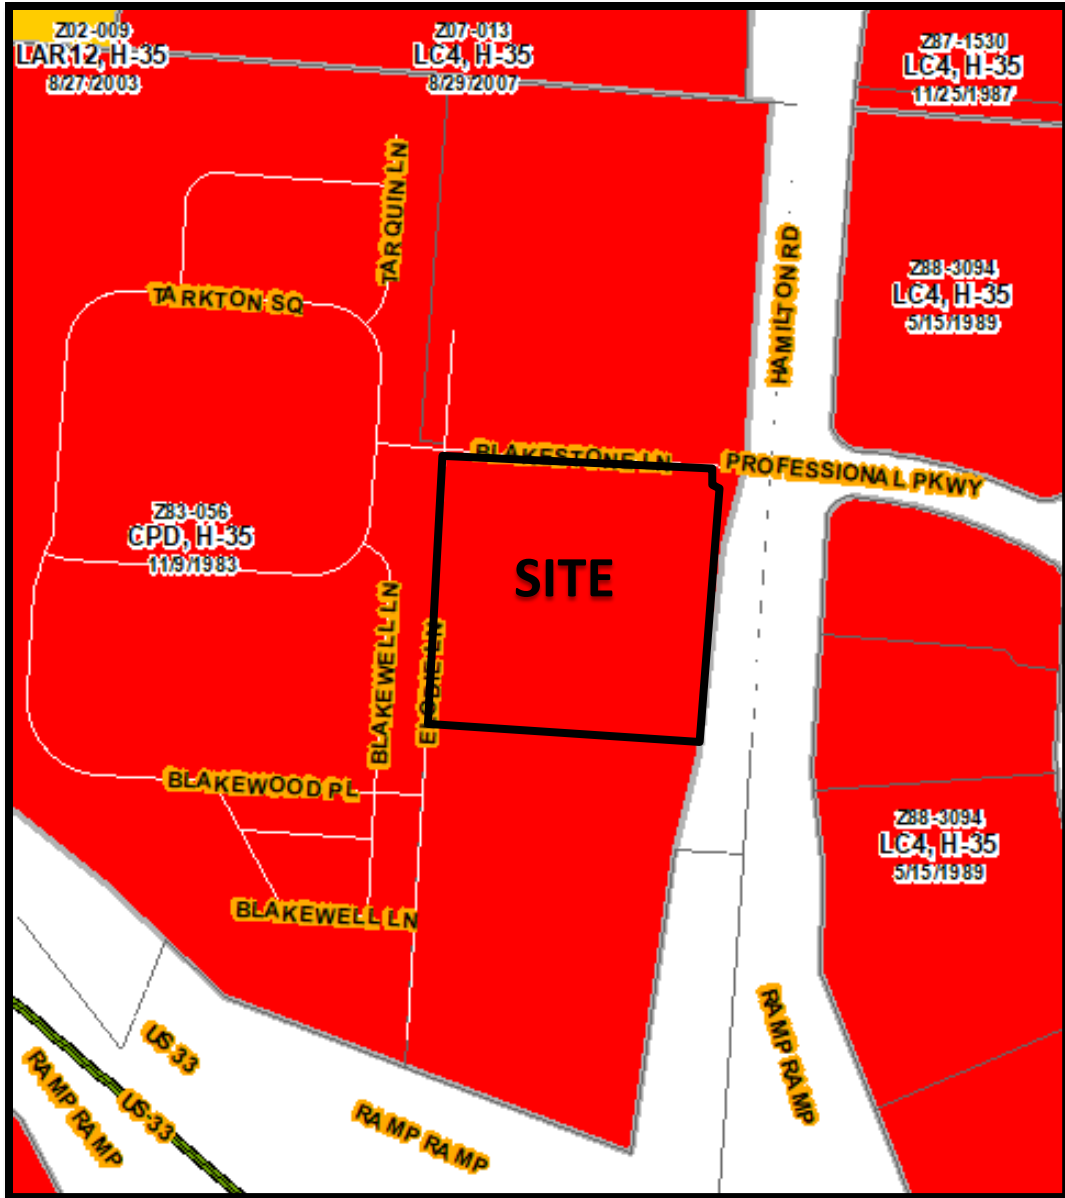 Z02-009
LAR12, H-35
8/27/2003
Z07-013
LC4, H-35
8/29/2007
Z87-1530
LC4, H-35
11/25/1987
TARQUIN LN
HAMILTON RD
Z88-3094
LC4, H-35
5/15/1989
TARKTON SQ
BLAKESTONE LN
PROFESSIONAL PKWY
Z83-056
CPD, H-35
11/9/1983
SITE
BLAKEWELL LN
ELODIE LN
BLAKEWOOD PL
Z88-3094
LC4, H-35
5/15/1989
BLAKEWELL LN
US-33
RAMP RAMP
US-33
RAMP RAMP
RAMP RAMP